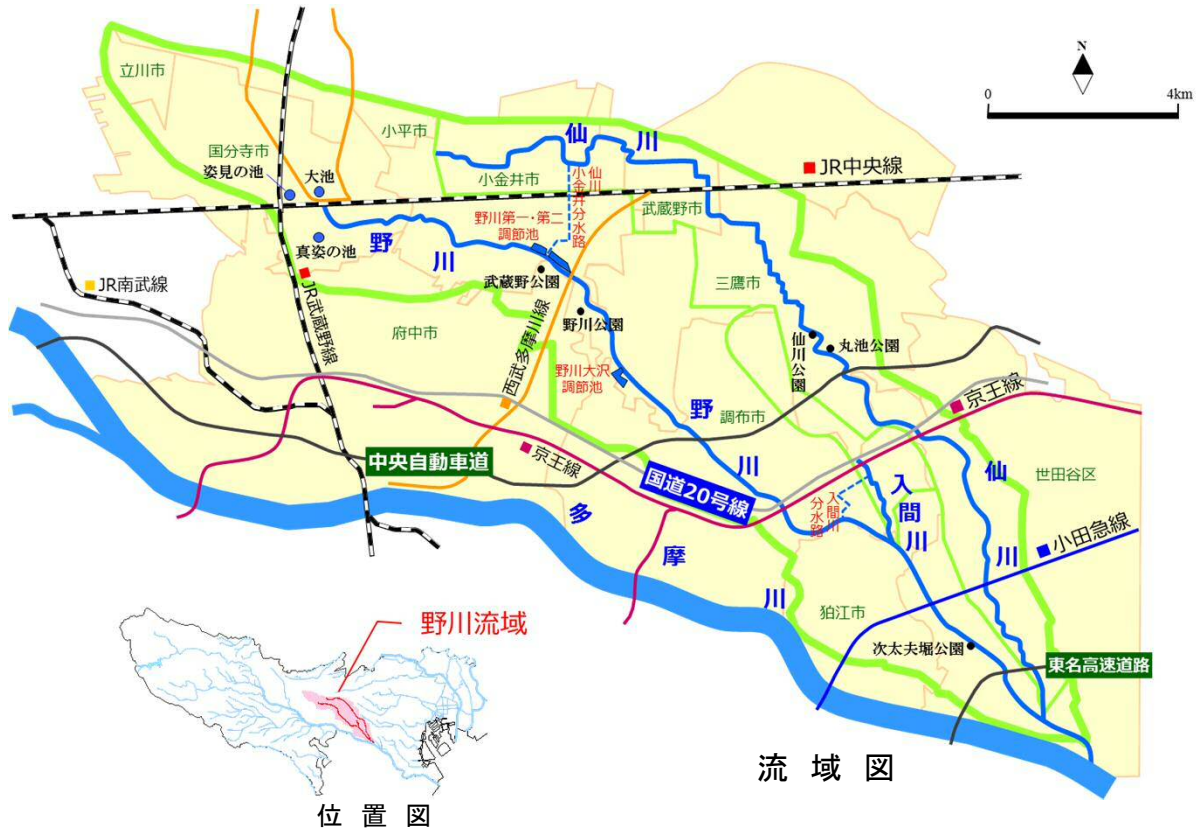 立川市
小平市
仙川
N
0
4km
国分寺市
姿見の池
大池
小金井市
仙川
小金井分水路
JR中央線
武蔵野市
野川第一・第二
調節池
野川
真姿の池
武蔵野公園
JR南武線
JR武蔵野線
三鷹市
府中市
西武多摩川線
野川公園
仙川公園
丸池公園
野川大沢
調節池
野川
調布市
京王線
中央自動車道
京王線
国道20号線
入間川
分水路
入間川
仙川
世田谷区
多摩川
小田急線
狛江市
次太夫堀公園
東名高速道路
野川流域
流域図
位置図